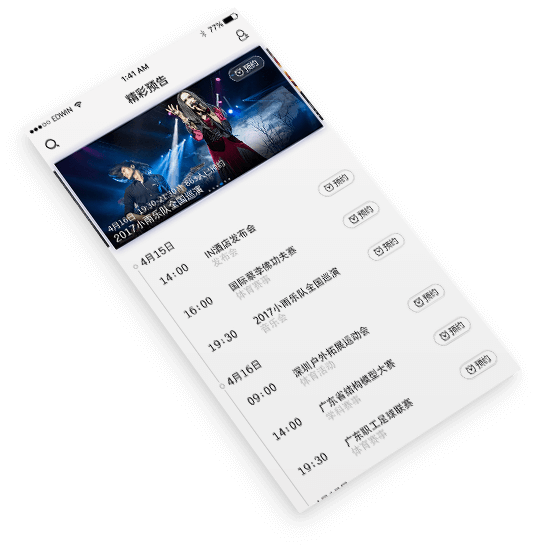 EDWIN
1:41 AM
77%
精彩预告
预约
4月16日 19:30-21:30
2017小雨乐队全国巡演
4月15日
14:00
IN酒店发布会
发布会
预约
16:00
国际蔡李佛功夫赛
体育赛事
预约
19:30
2017小雨乐队全国巡演
音乐会
预约
4月16日
09:00
深圳户外拓展运动会
体育活动
预约
14:00
广东省结构模型大赛
学科赛事
预约
19:30
广东职工足球联赛
体育赛事
预约